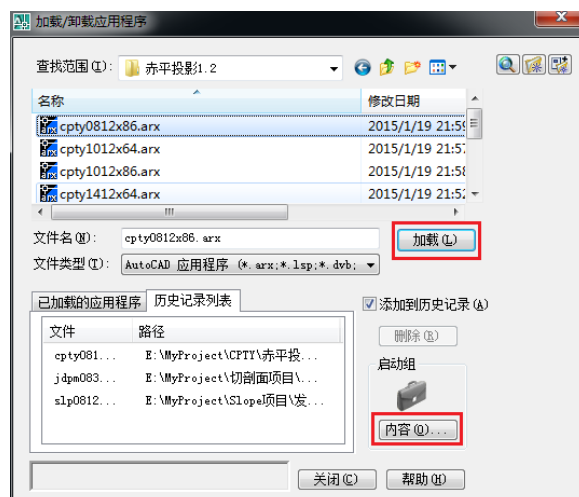 加载/卸载应用程序
查找范围(I): 赤平投影1.2
名称 修改日期
cpty0812x86.arx 2015/1/19 21:59
cpty1012x64.arx 2015/1/19 21:57
cpty1012x86.arx 2015/1/19 21:58
cpty1412x64.arx 2015/1/19 21:52
文件名(N): cpty0812x86.arx 加载(L)
文件类型(T): AutoCAD 应用程序 (*.arx;*.lsp;*.dvb;
已加载的应用程序 历史记录列表 添加到历史记录(A)
文件 路径 删除(R)
cpty081... E:\MyProject\CPTY\赤平投... 启动组
jdpm083... E:\MyProject\切剖面项目\...
slp0812... E:\MyProject\Slope项目\发...
内容(O)...
关闭(C) 帮助(H)